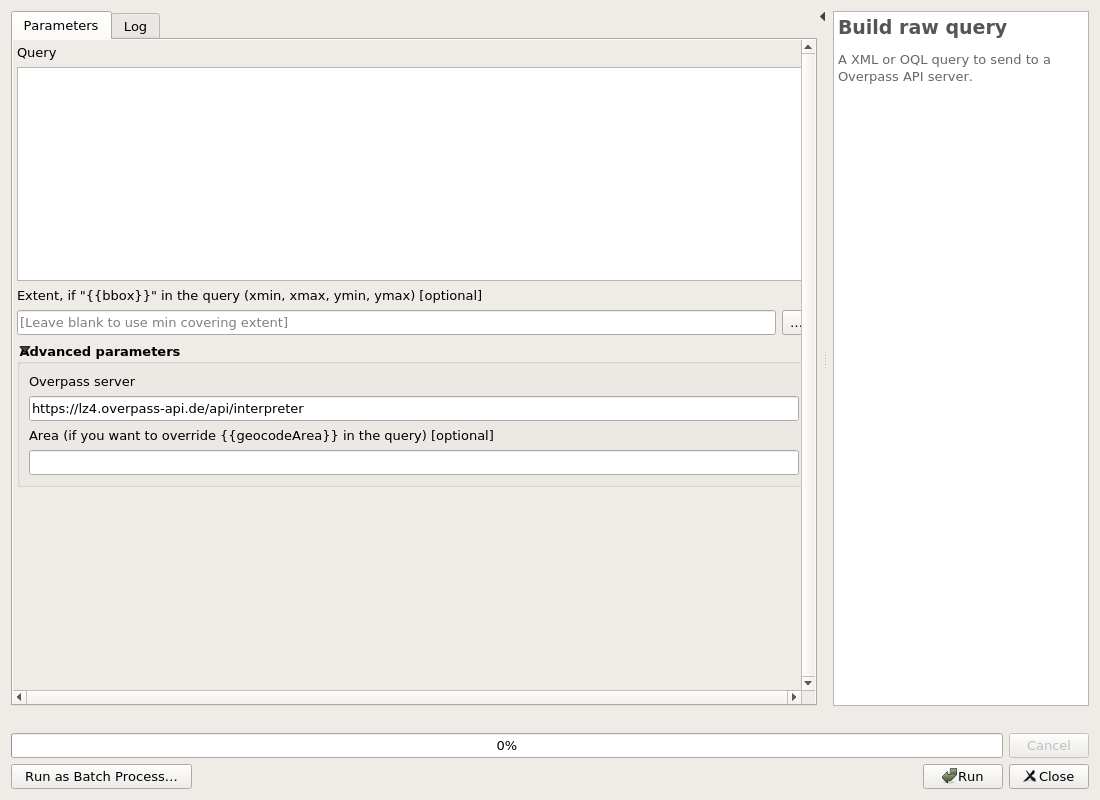 Parameters
Log
Query
Extent, if "{{bbox}}" in the query (xmin, xmax, ymin, ymax) [optional]
[Leave blank to use min covering extent]
...
Advanced parameters
Overpass server
https://lz4.overpass-api.de/api/interpreter
Area (if you want to override {{geocodeArea}} in the query) [optional]
Build raw query
A XML or OQL query to send to a
Overpass API server.
0%
Cancel
Run as Batch Process...
Run
Close